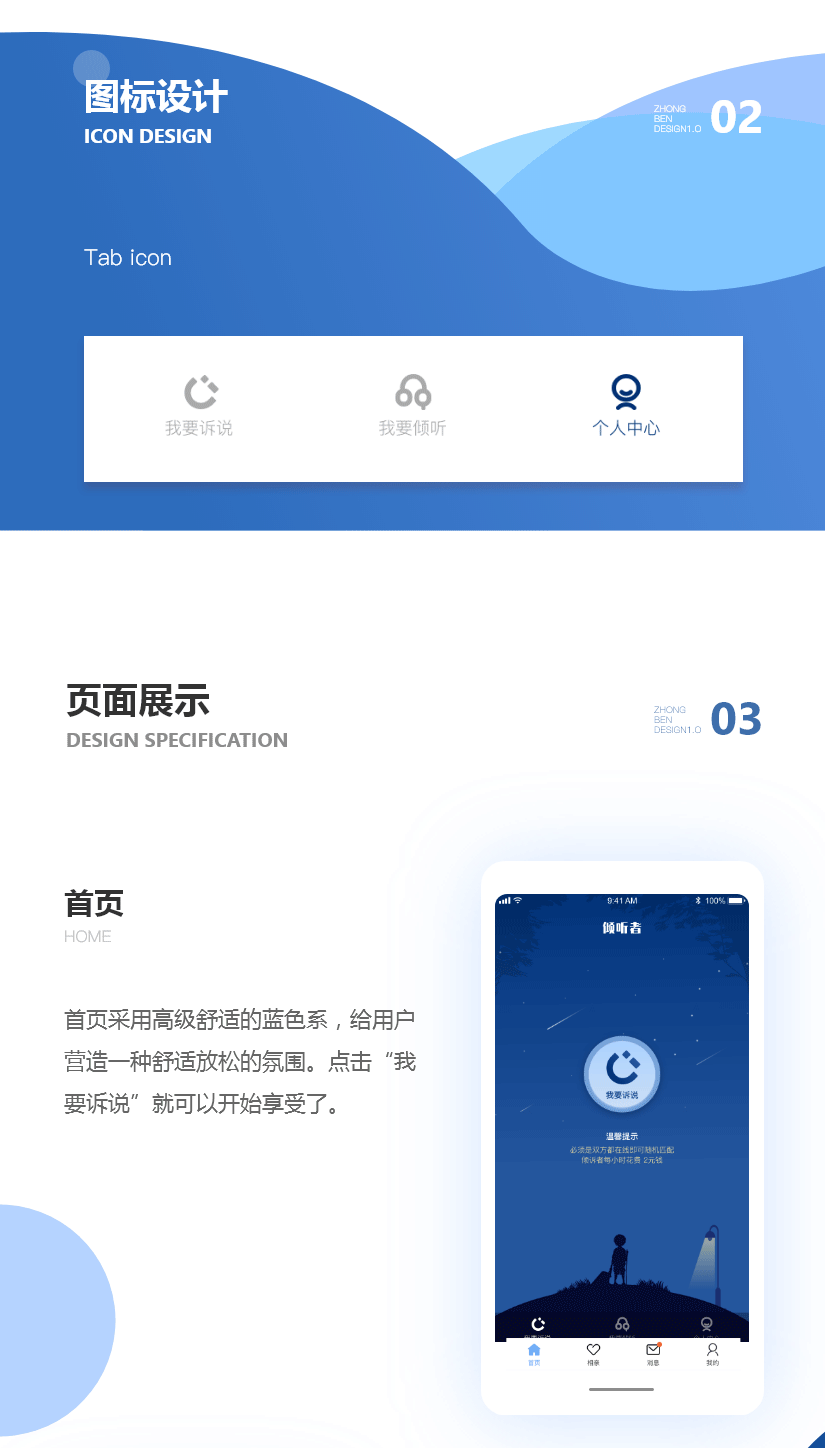 图标设计
ICON DESIGN
ZHONG
BEN
DESIGN1.0
02
Tab icon
我要诉说
我要倾听
个人中心
页面展示
DESIGN SPECIFICATION
ZHONG
BEN
DESIGN1.0
03
首页
HOME
首页采用高级舒适的蓝色系，给用户
营造一种舒适放松的氛围。点击“我
要诉说”就可以开始享受了。
9:41 AM
100%
倾听者
我要诉说
温馨提示
必须是双方都在线即可随机匹配
倾诉者每小时花费 2元钱
首页
相亲
消息
我的